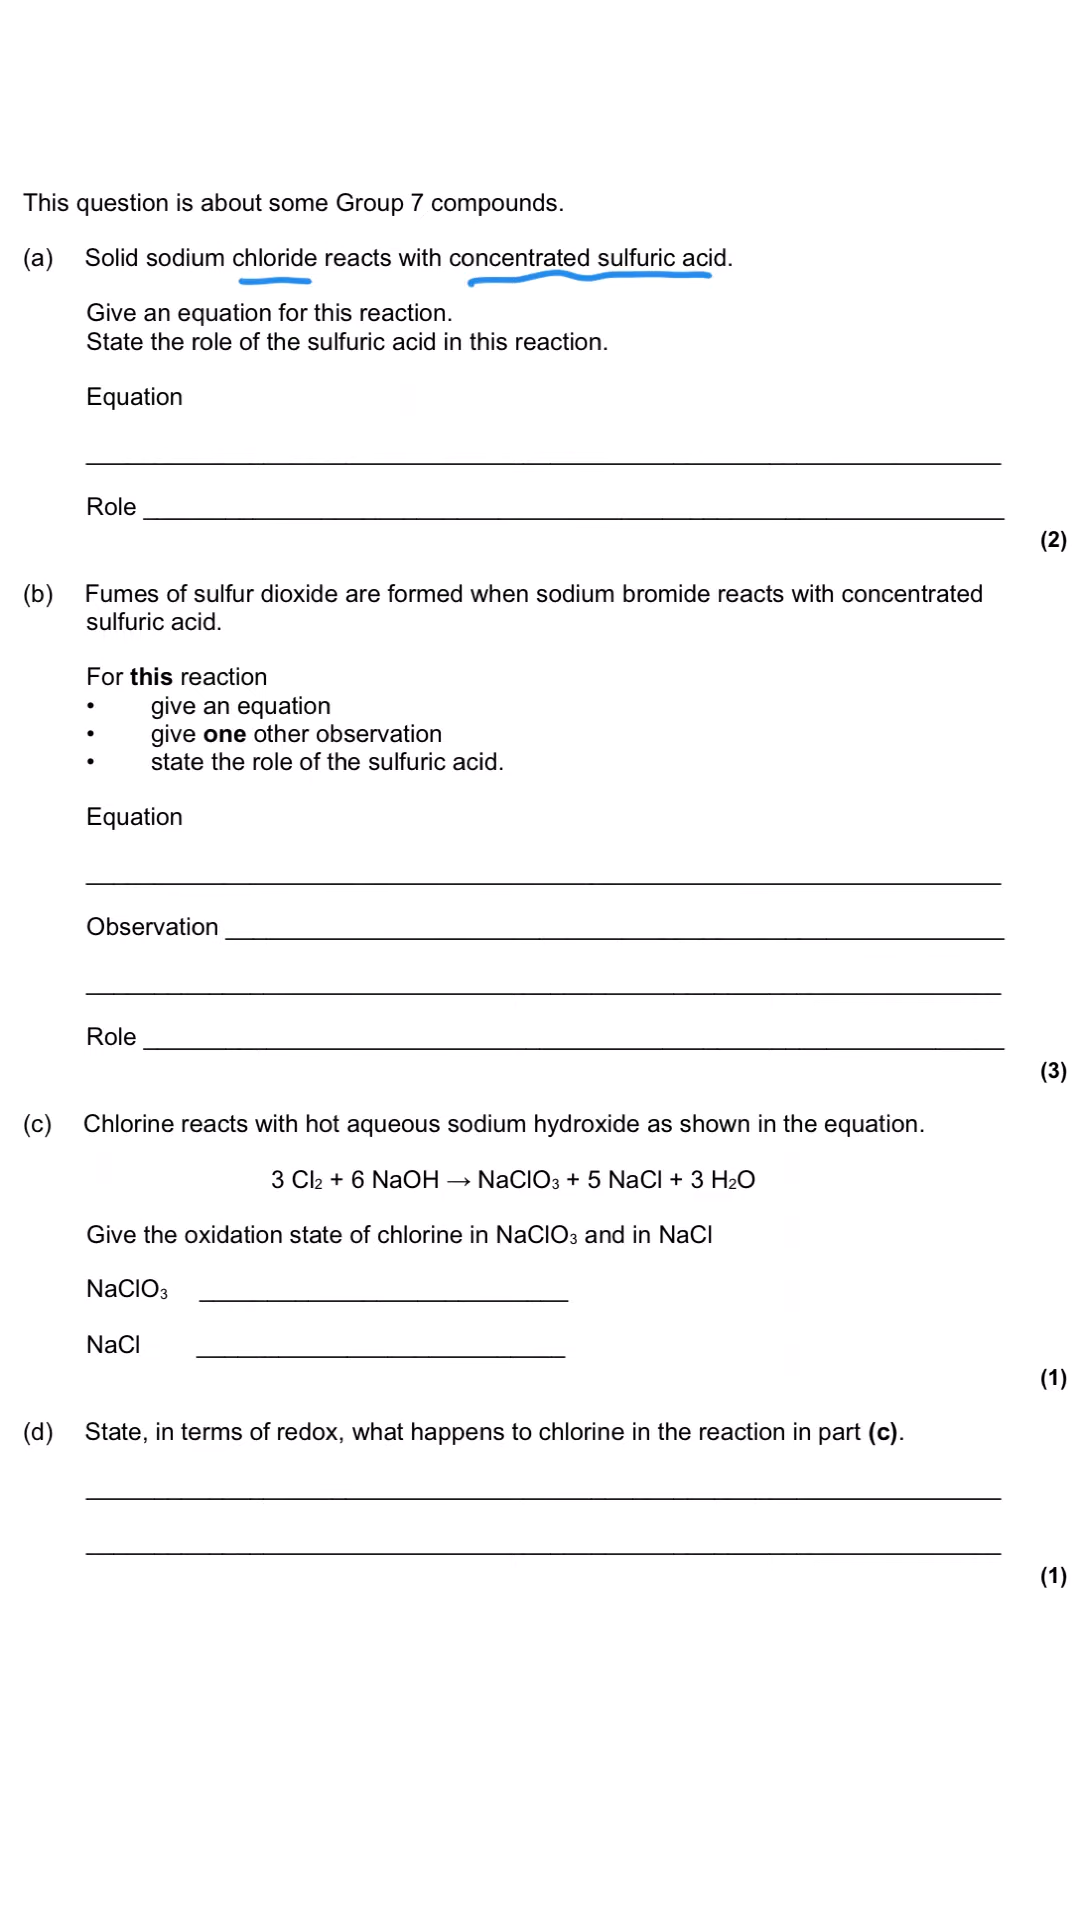 This question is about some Group 7 compounds.
(a) Solid sodium chloride reacts with concentrated sulfuric acid.
Give an equation for this reaction.
State the role of the sulfuric acid in this reaction.
Equation
Role
(2)
(b) Fumes of sulfur dioxide are formed when sodium bromide reacts with concentrated
sulfuric acid.
For this reaction
• give an equation
• give one other observation
• state the role of the sulfuric acid.
Equation
Observation
Role
(3)
(c) Chlorine reacts with hot aqueous sodium hydroxide as shown in the equation.
3 Cl₂ + 6 NaOH → NaClO₃ + 5 NaCl + 3 H₂O
Give the oxidation state of chlorine in NaClO₃ and in NaCl
NaClO₃
NaCl
(1)
(d) State, in terms of redox, what happens to chlorine in the reaction in part (c).
(1)